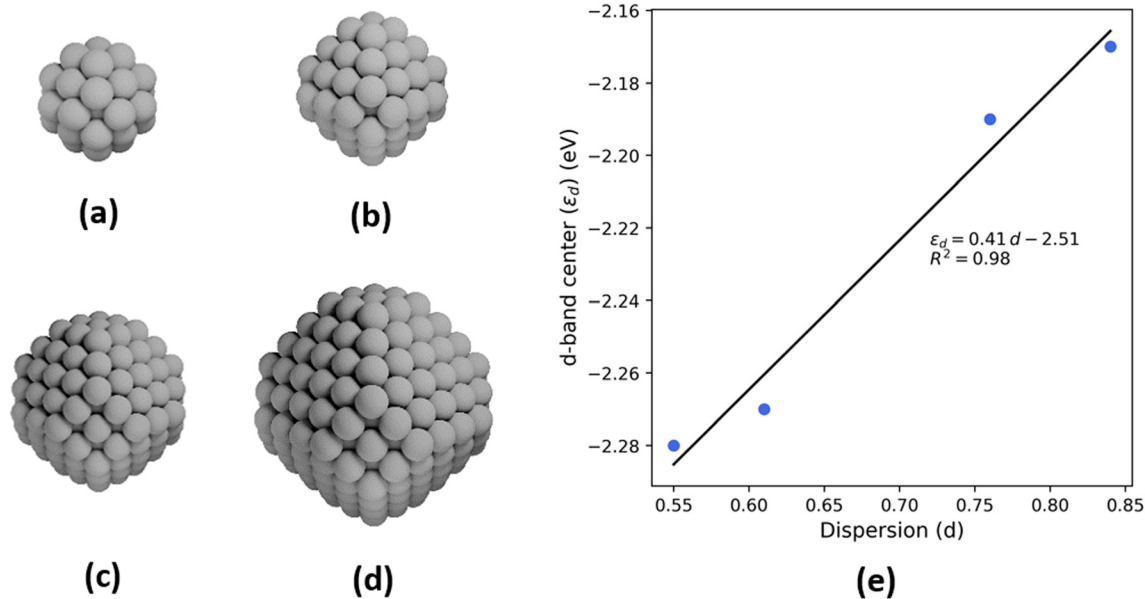 (a)
(b)
(c)
(d)
−2.16
−2.18
−2.20
−2.22
−2.24
−2.26
−2.28
d-band center (ε_d) (eV)
ε_d = 0.41 d − 2.51
R² = 0.98
0.55 0.60 0.65 0.70 0.75 0.80 0.85
Dispersion (d)
(e)